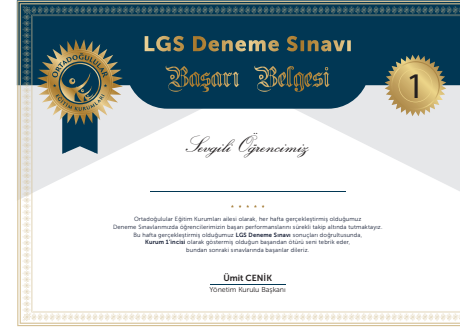 LGS Deneme Sınavı
Başarı Belgesi
ORTADOĞULULAR
EĞİTİM KURUMLARI
1
Sevgili Öğrencimiz
Ortadoğulular Eğitim Kurumları ailesi olarak, her hafta gerçekleştirmiş olduğumuz
Deneme Sınavlarımızda öğrencilerimizin başarı performanslarını sürekli takip altında tutmaktayız.
Bu hafta gerçekleştirmiş olduğumuz LGS Deneme Sınavı sonuçları doğrultusunda,
Kurum 1'incisi olarak göstermiş olduğun başarıdan ötürü seni tebrik eder,
bundan sonraki sınavlarında başarılar dileriz.
Ümit CENİK
Yönetim Kurulu Başkanı